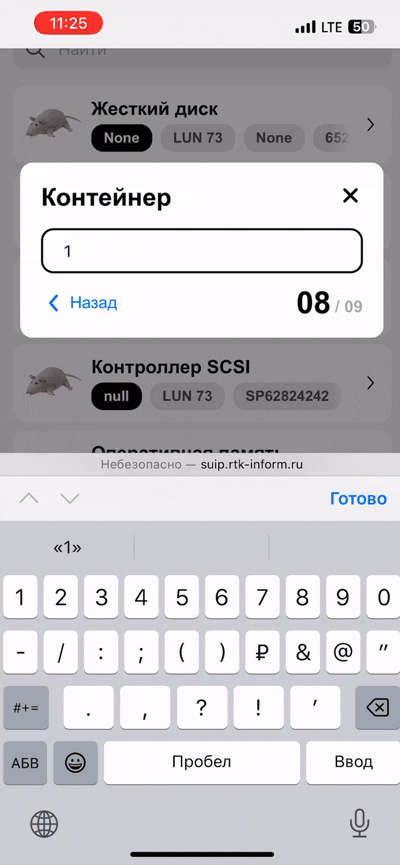 11:25
LTE 50
Найти
Жесткий диск
None LUN 73 None 652
Контейнер
1
Назад
08 / 09
Контроллер SCSI
null LUN 73 SP62824242
Оперативная память
Небезопасно — suip.rtk-inform.ru
Готово
«1»
1 2 3 4 5 6 7 8 9 0
- / : ; ( ) ₽ & @ "
#+= . , ? ! ’
АБВ Пробел Ввод